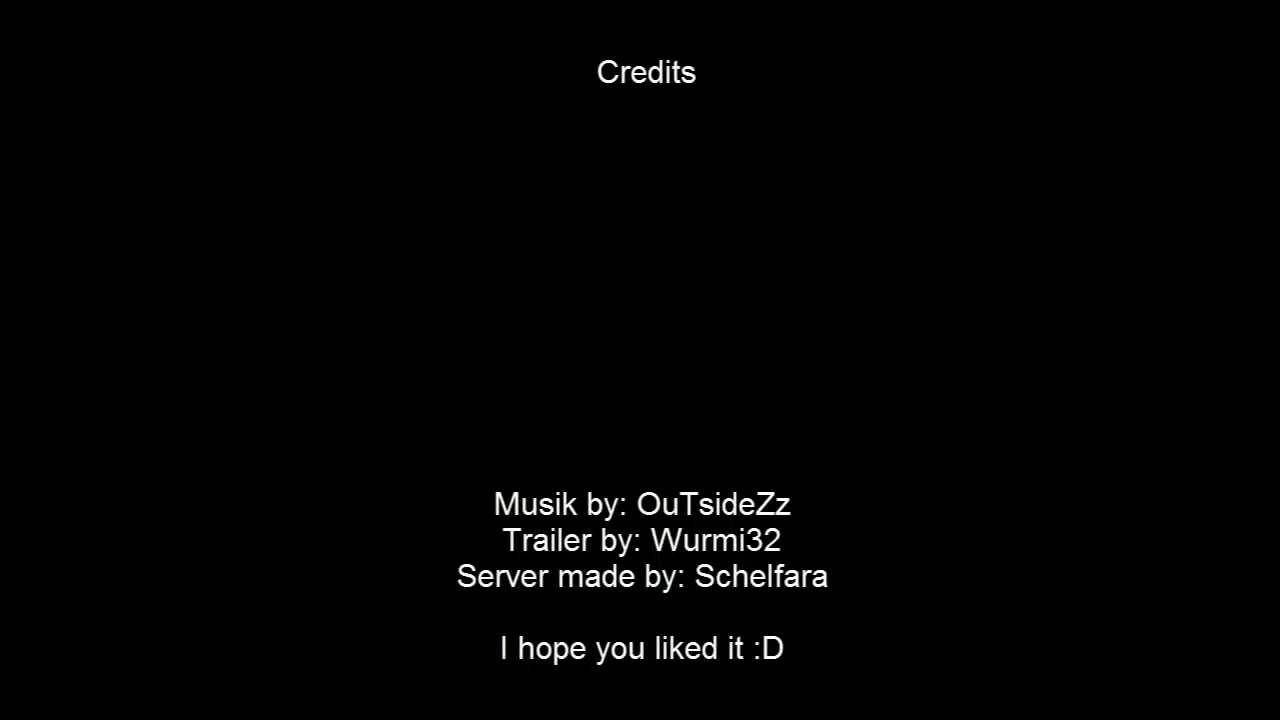 Credits
Musik by: OuTsideZz
Trailer by: Wurmi32
Server made by: Schelfara
I hope you liked it :D